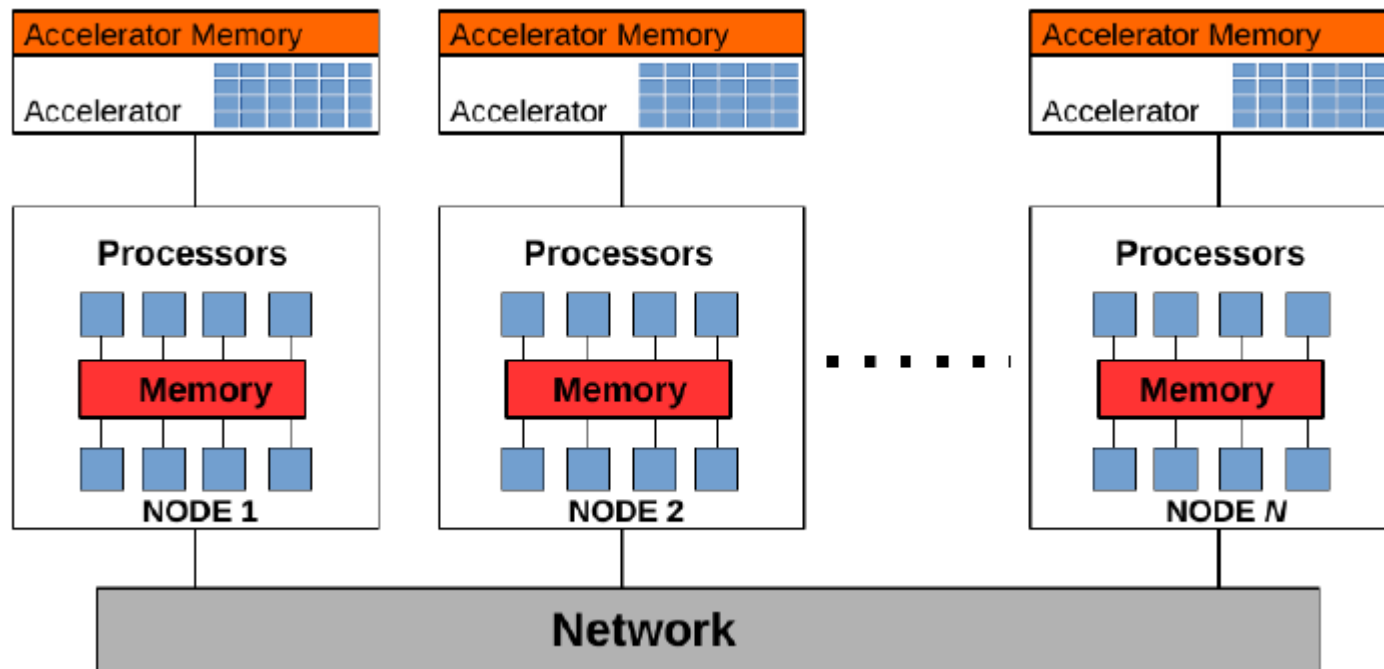 Accelerator Memory
Accelerator Memory
Accelerator Memory
Accelerator
Accelerator
Accelerator
Processors
Processors
Processors
Memory
Memory
Memory
NODE 1
NODE 2
NODE N
Network